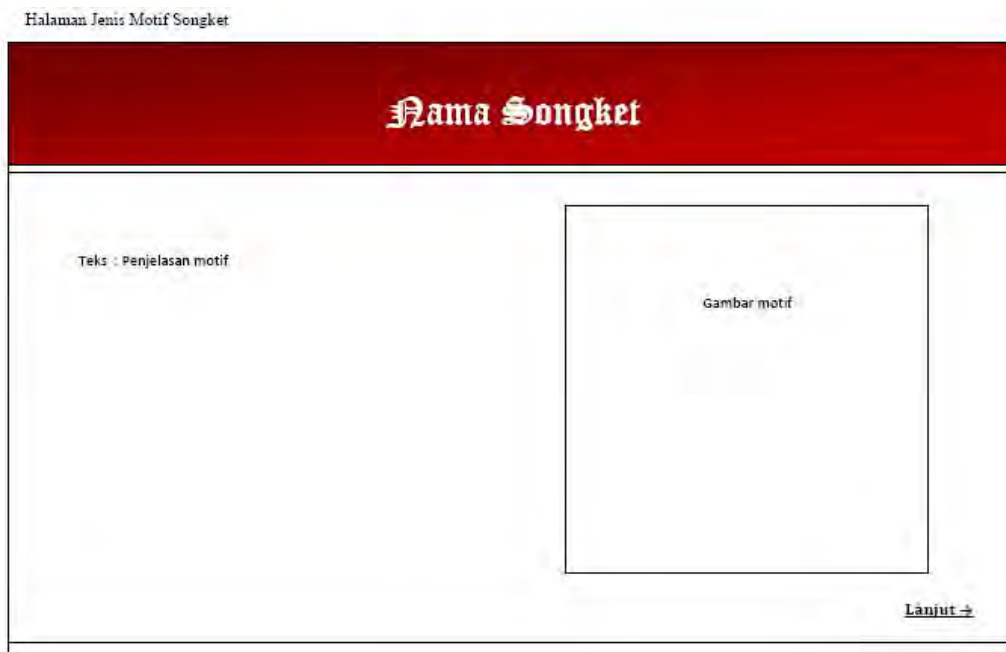 Halaman Jenis Motif Songket
Nama Songket
Teks : Penjelasan motif
Gambar motif
Lanjut →